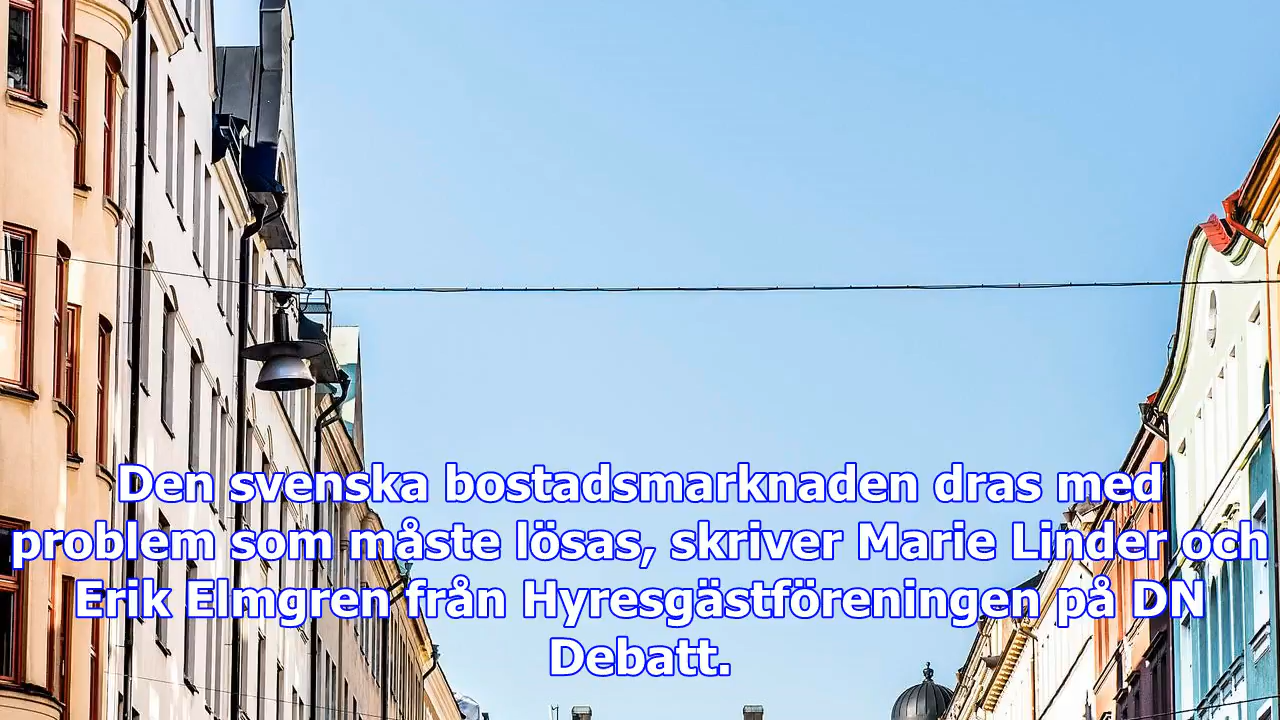 Den svenska bostadsmarknaden dras med
problem som måste lösas, skriver Marie Linder och
Erik Elmgren från Hyresgästföreningen på DN
Debatt.